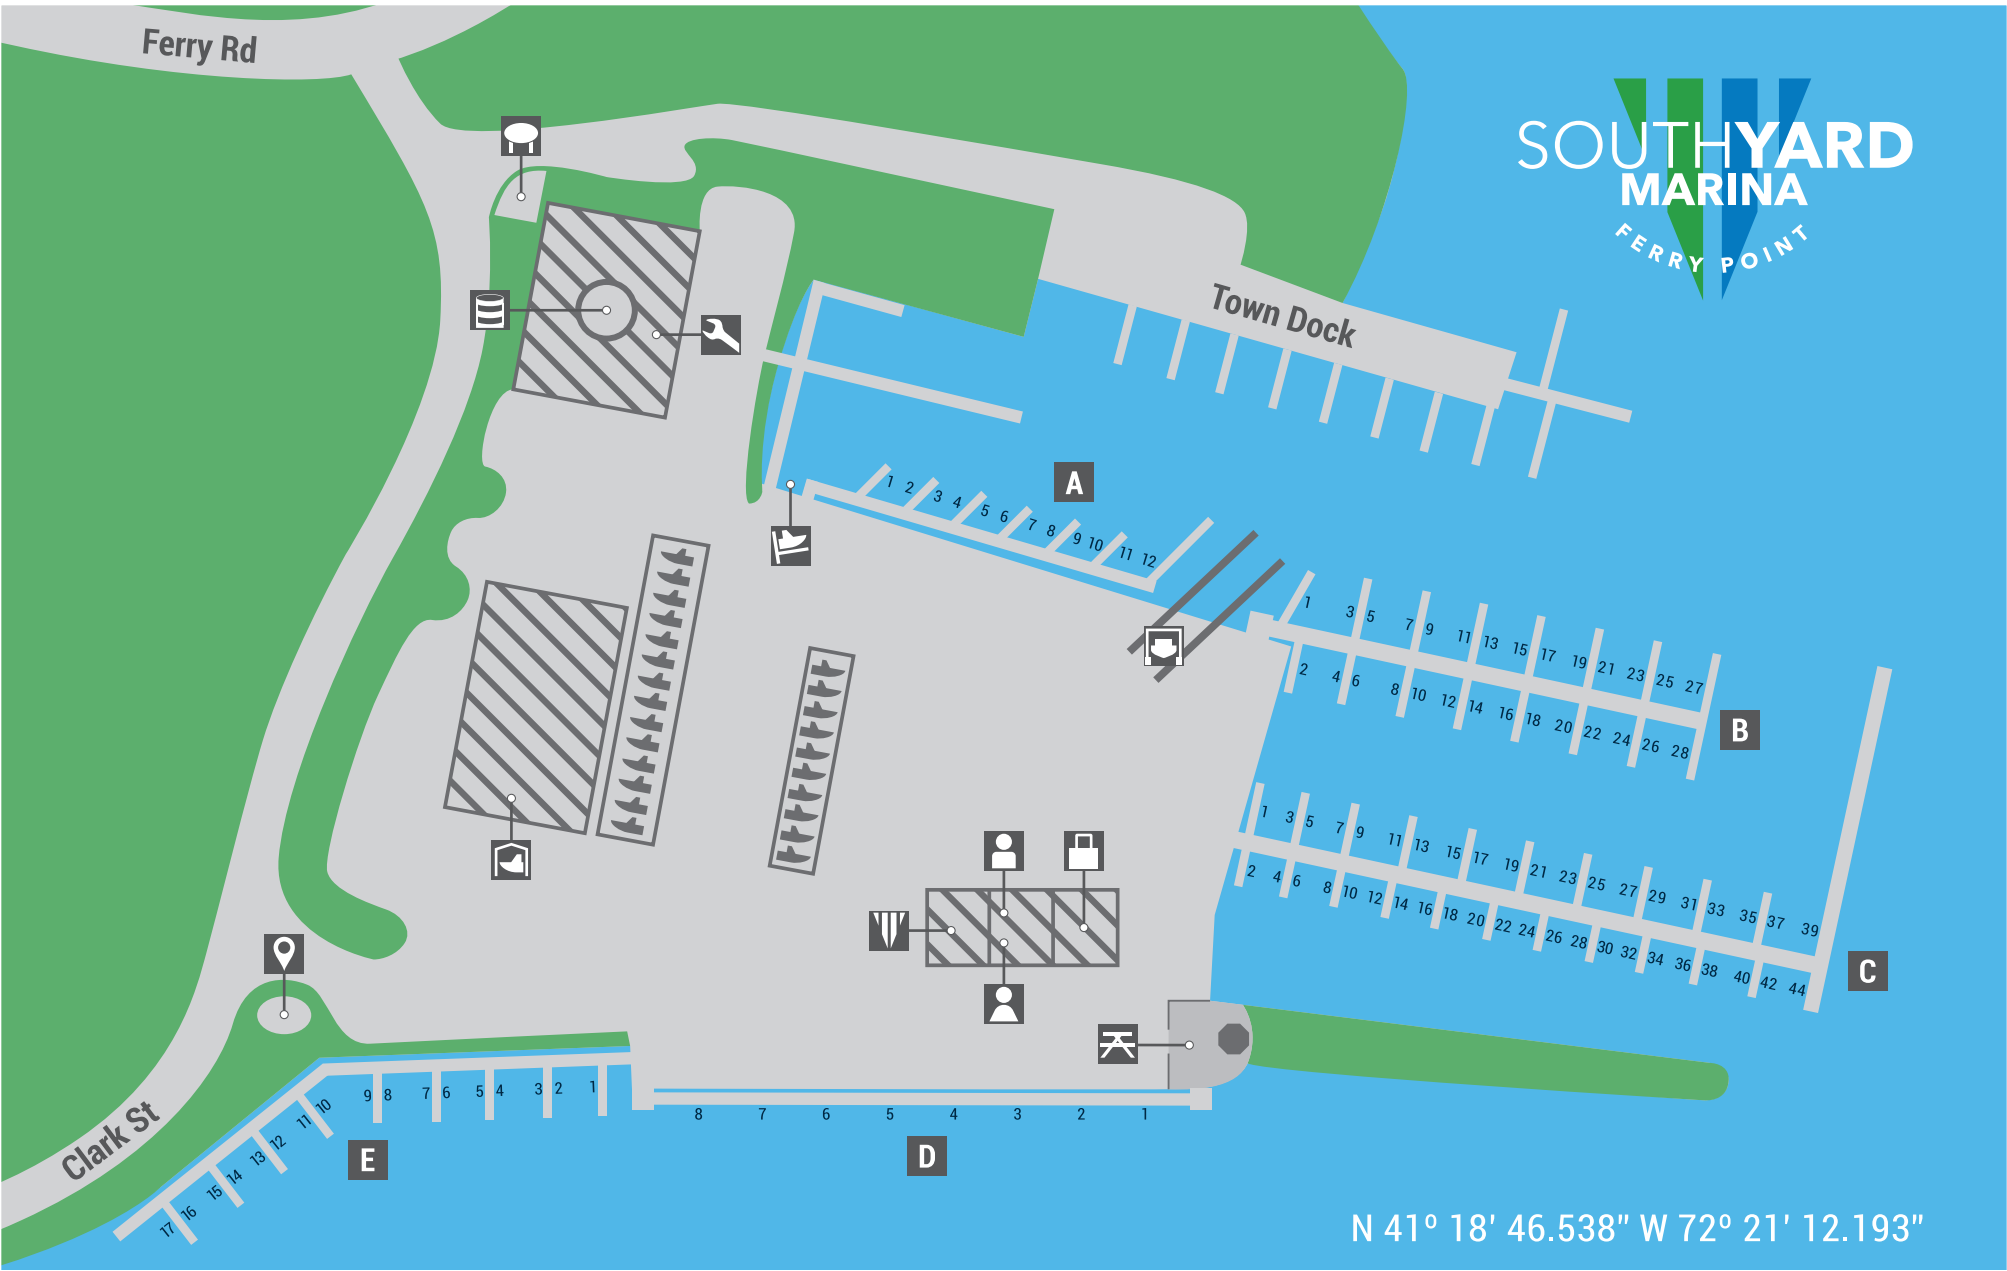 Ferry Rd
SOUTHYARD
MARINA
FERRY POINT
Town Dock
A
1 2 3 4 5 6 7 8 9 10 11 12
1 3 5 7 9 11 13 15 17 19 21 23 25 27
2 4 6 8 10 12 14 16 18 20 22 24 26 28
B
1 3 5 7 9 11 13 15 17 19 21 23 25 27 29 31 33 35 37 39
2 4 6 8 10 12 14 16 18 20 22 24 26 28 30 32 34 36 38 40 42 44
C
9 8 7 6 5 4 3 2 1
17 16 15 14 13 12 11 10
E
8 7 6 5 4 3 2 1
D
Clark St
N 41º 18' 46.538" W 72º 21' 12.193"